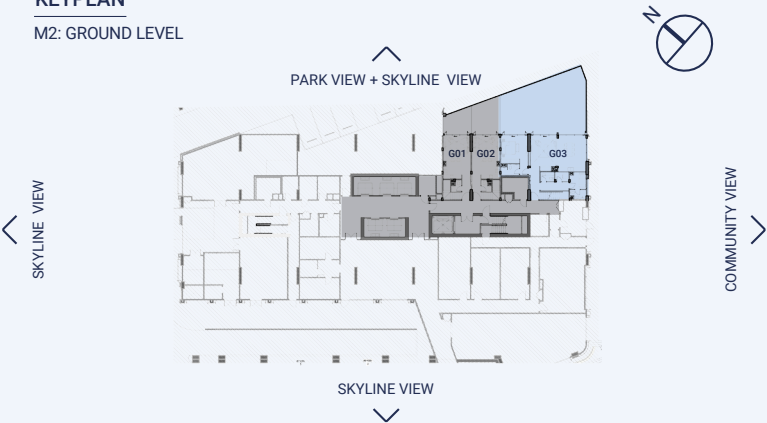 KEYPLAN
M2: GROUND LEVEL
N
PARK VIEW + SKYLINE VIEW
G01 G02 G03
SKYLINE VIEW
COMMUNITY VIEW
SKYLINE VIEW